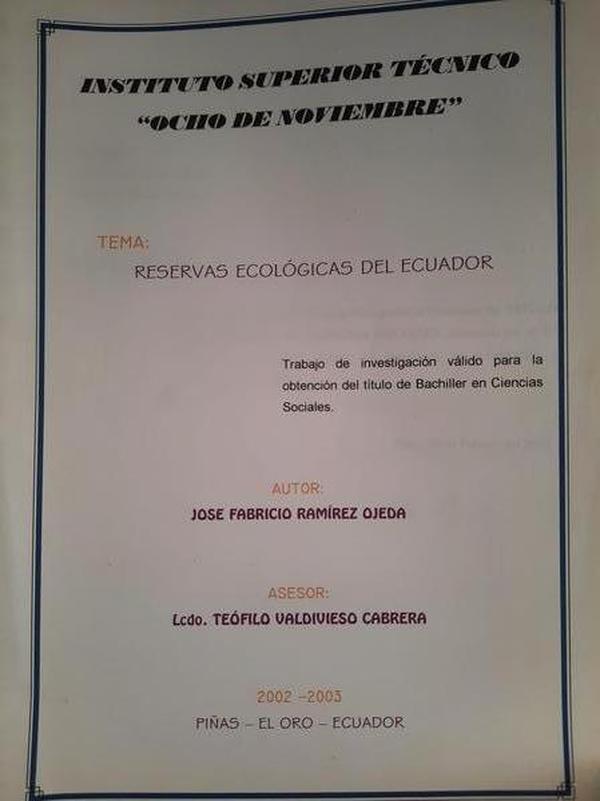 INSTITUTO SUPERIOR TÉCNICO
“OCHO DE NOVIEMBRE”
TEMA:
RESERVAS ECOLÓGICAS DEL ECUADOR
Trabajo de investigación válido para la
obtención del título de Bachiller en Ciencias
Sociales.
AUTOR:
JOSE FABRICIO RAMÍREZ OJEDA
ASESOR:
Lcdo. TEÓFILO VALDIVIESO CABRERA
2002 –2003
PIÑAS – EL ORO – ECUADOR